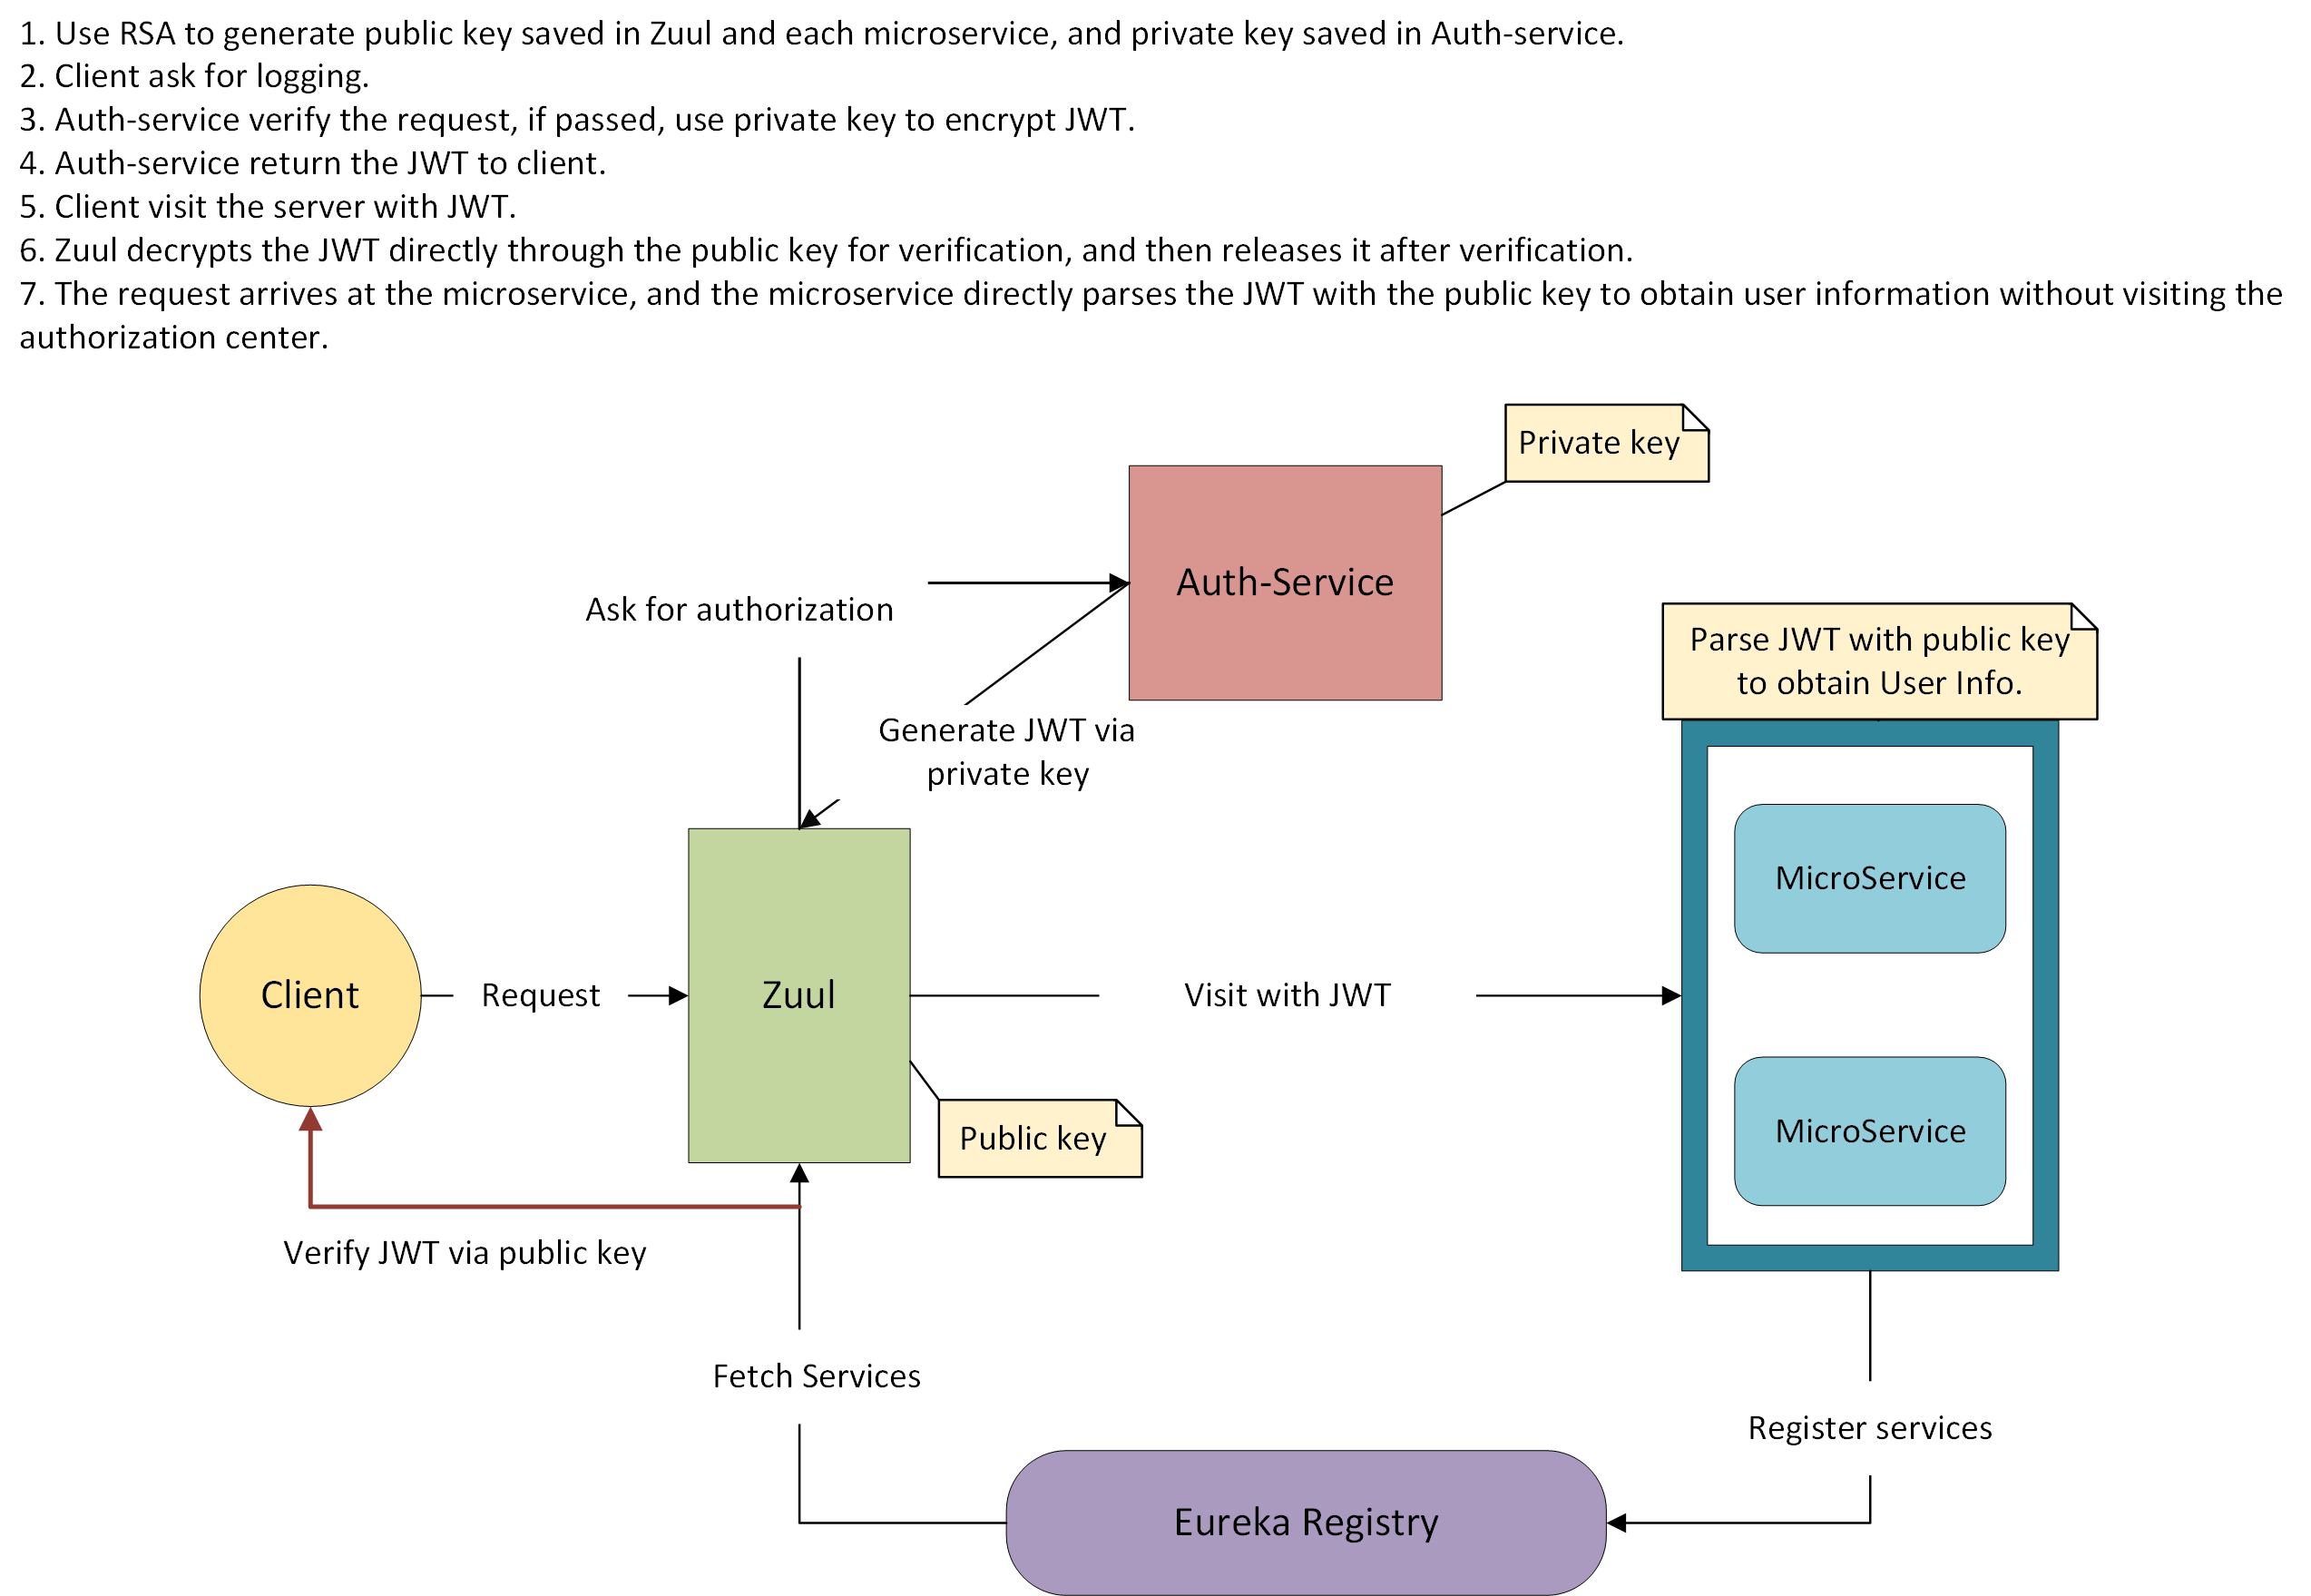 1. Use RSA to generate public key saved in Zuul and each microservice, and private key saved in Auth-service.
2. Client ask for logging.
3. Auth-service verify the request, if passed, use private key to encrypt JWT.
4. Auth-service return the JWT to client.
5. Client visit the server with JWT.
6. Zuul decrypts the JWT directly through the public key for verification, and then releases it after verification.
7. The request arrives at the microservice, and the microservice directly parses the JWT with the public key to obtain user information without visiting the
authorization center.
Private key
Auth-Service
Ask for authorization
Parse JWT with public key
to obtain User Info.
Generate JWT via
private key
MicroService
Client
Request
Zuul
Visit with JWT
Public key
MicroService
Verify JWT via public key
Fetch Services
Register services
Eureka Registry